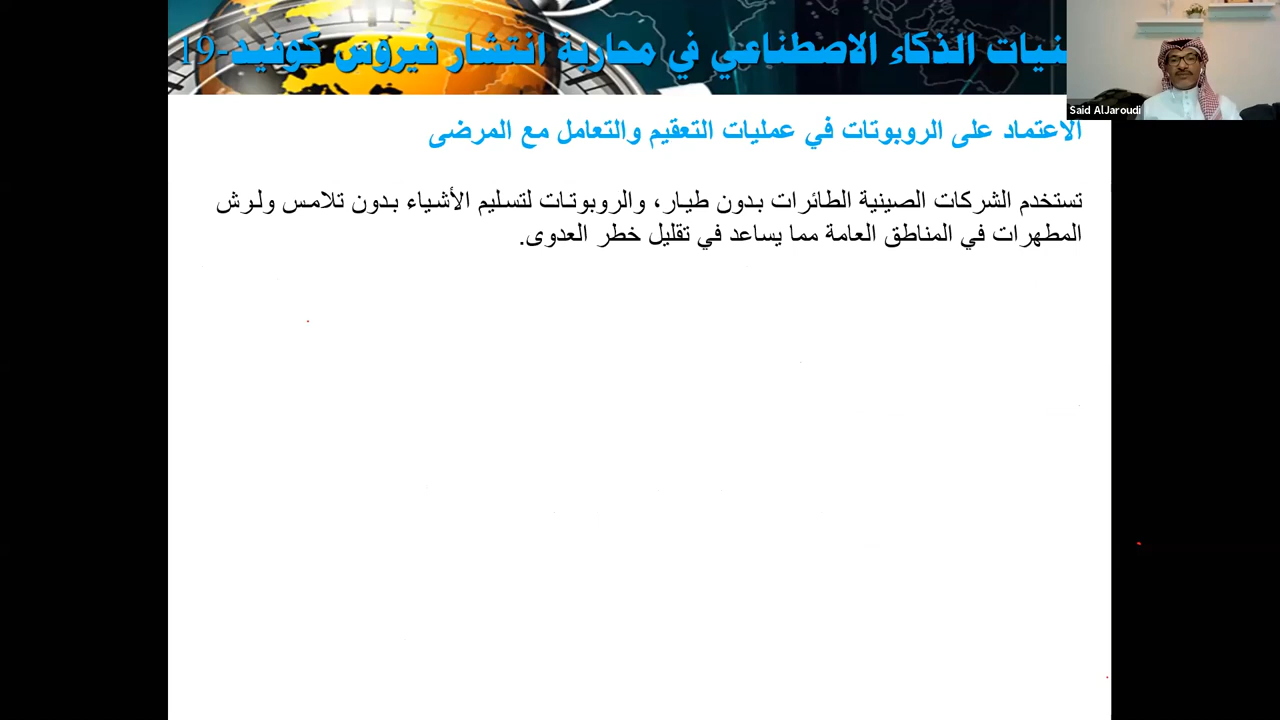 الذكاء الاصطناعي في محاربة انتشار فيروس كوفيد-19
Said AlJaroudi
الاعتماد على الروبوتات في عمليات التعقيم والتعامل مع المرضى
تستخدم الشركات الصينية الطائرات بدون طيار، والروبوتات لتسليم الأشياء بدون تلامس ولرش
المطهرات في المناطق العامة مما يساعد في تقليل خطر العدوى.